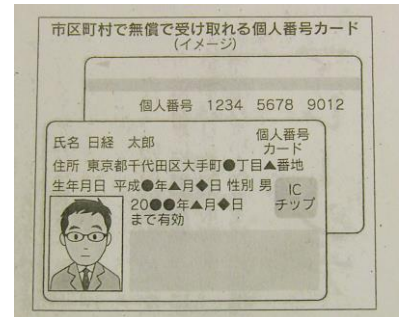 市区町村で無償で受け取れる個人番号カード
(イメージ)
個人番号 1234 5678 9012
氏名 日経 太郎
個人番号
カード
住所 東京都千代田区大手町●丁目▲番地
生年月日 平成●年▲月◆日 性別 男
IC
チップ
20●●年▲月◆日
まで有効